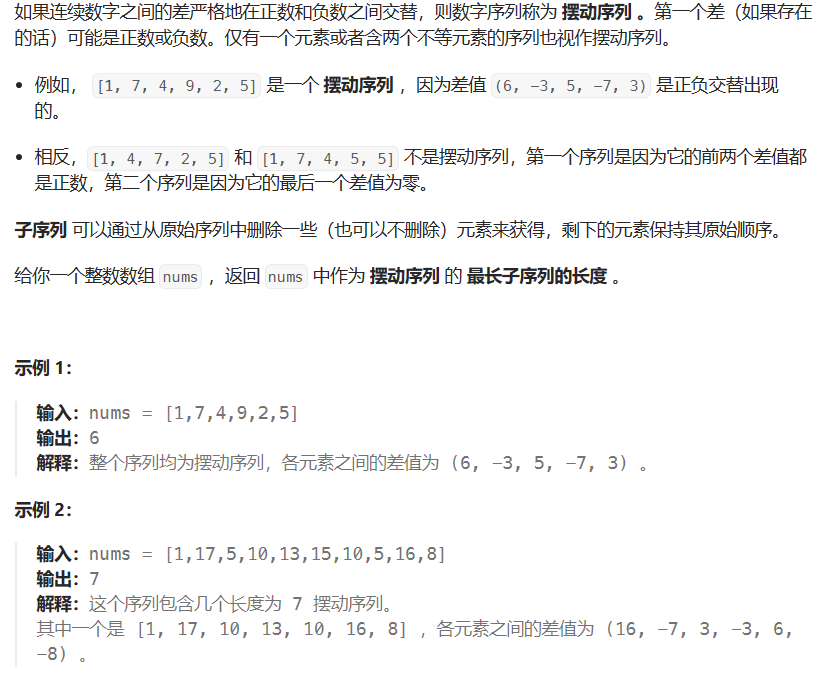 如果连续数字之间的差严格地在正数和负数之间交替，则数字序列称为 摆动序列 。第一个差（如果存在
的话）可能是正数或负数。仅有一个元素或者含两个不等元素的序列也视作摆动序列。
• 例如， [1, 7, 4, 9, 2, 5] 是一个 摆动序列 ，因为差值 (6, -3, 5, -7, 3) 是正负交替出现
的。
• 相反， [1, 4, 7, 2, 5] 和 [1, 7, 4, 5, 5] 不是摆动序列，第一个序列是因为它的前两个差值都
是正数，第二个序列是因为它的最后一个差值为零。
子序列 可以通过从原始序列中删除一些（也可以不删除）元素来获得，剩下的元素保持其原始顺序。
给你一个整数数组 nums ，返回 nums 中作为 摆动序列 的 最长子序列的长度 。
示例 1：
输入：nums = [1,7,4,9,2,5]
输出：6
解释：整个序列均为摆动序列，各元素之间的差值为 (6, -3, 5, -7, 3) 。
示例 2：
输入：nums = [1,17,5,10,13,15,10,5,16,8]
输出：7
解释：这个序列包含几个长度为 7 摆动序列。
其中一个是 [1, 17, 10, 13, 10, 16, 8] ，各元素之间的差值为 (16, -7, 3, -3, 6,
-8) 。